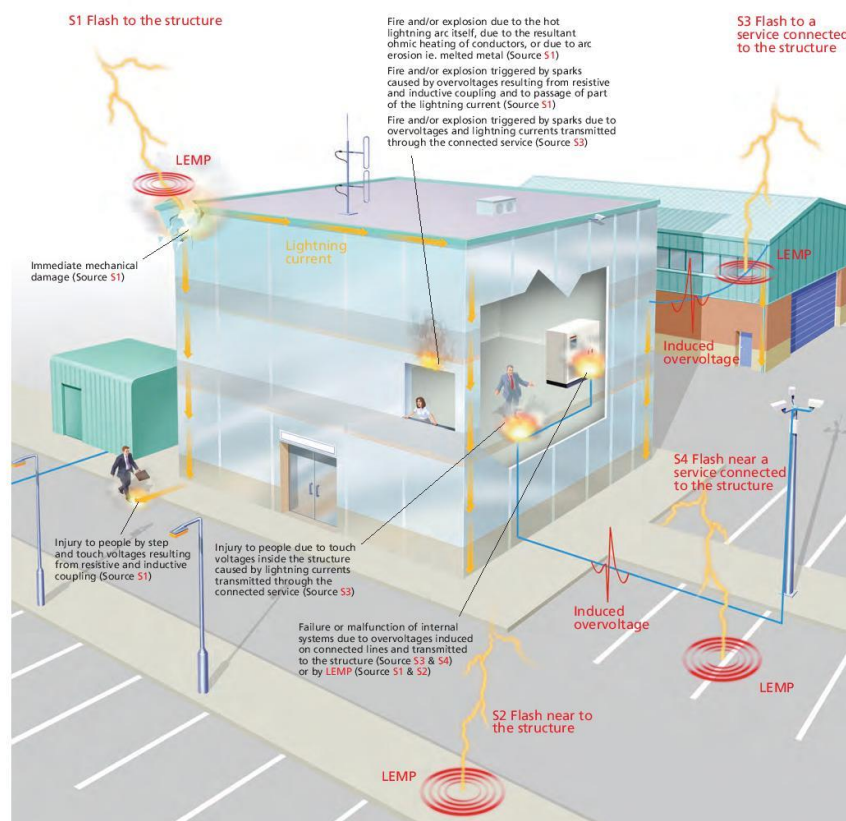 S1 Flash to the structure
Fire and/or explosion due to the hot
lightning arc itself, due to the resultant
ohmic heating of conductors, or due to arc
erosion ie. melted metal (Source S1)
Fire and/or explosion triggered by sparks
caused by overvoltages resulting from resistive
and inductive coupling and to passage of part
of the lightning current (Source S1)
Fire and/or explosion triggered by sparks due to
overvoltages and lightning currents transmitted
through the connected service (Source S3)
S3 Flash to a
service connected
to the structure
LEMP
Lightning
current
LEMP
Immediate mechanical
damage (Source S1)
Induced
overvoltage
S4 Flash near a
service connected
to the structure
Injury to people by step
and touch voltages resulting
from resistive and inductive
coupling (Source S1)
Injury to people due to touch
voltages inside the structure
caused by lightning currents
transmitted through the
connected service (Source S3)
Induced
overvoltage
Failure or malfunction of internal
systems due to overvoltages induced
on connected lines and transmitted
to the structure (Source S3 & S4)
or by LEMP (Source S1 & S2)
LEMP
S2 Flash near to
the structure
LEMP